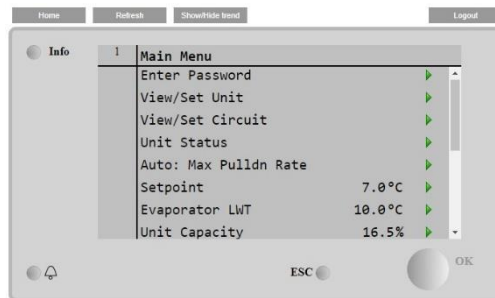 Home Refresh Show/Hide trend Logout
Info
1 Main Menu
Enter Password
View/Set Unit
View/Set Circuit
Unit Status
Auto: Max Pulldn Rate
Setpoint 7.0°C
Evaporator LWT 10.0°C
Unit Capacity 16.5%
ESC OK